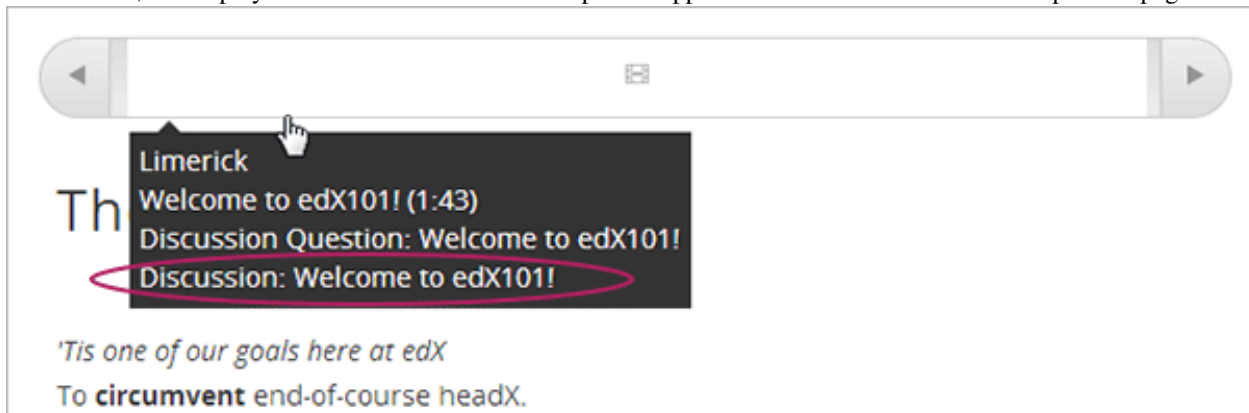 Limerick
Th
Welcome to edX101! (1:43)
Discussion Question: Welcome to edX101!
Discussion: Welcome to edX101!
'Tis one of our goals here at edX
To circumvent end-of-course headX.